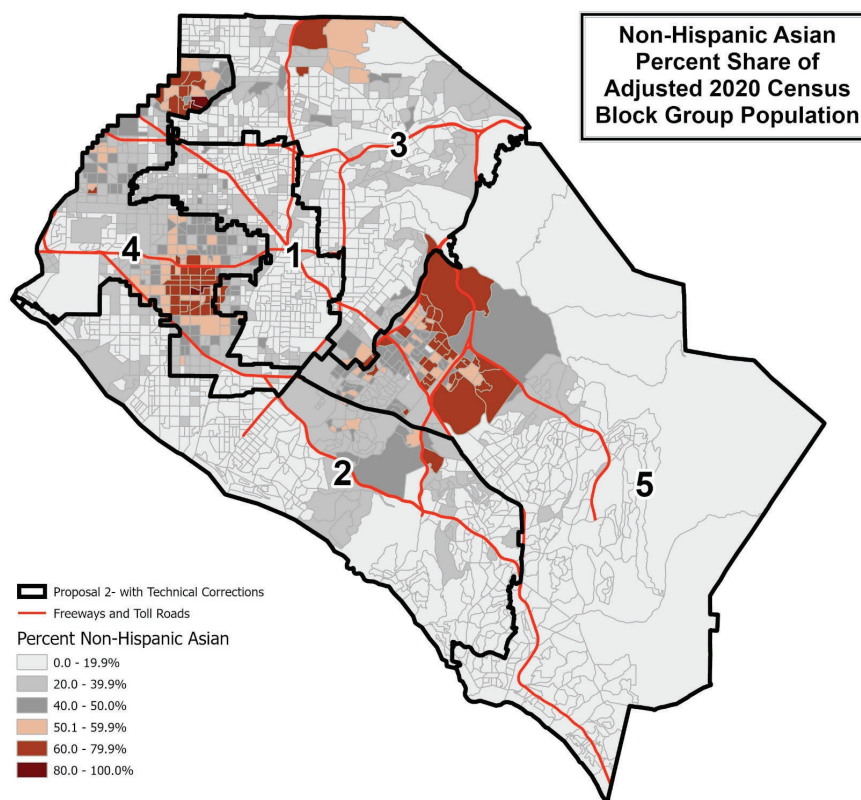 Non-Hispanic Asian
Percent Share of
Adjusted 2020 Census
Block Group Population
3
4
1
2
5
Proposal 2- with Technical Corrections
Freeways and Toll Roads
Percent Non-Hispanic Asian
0.0 - 19.9%
20.0 - 39.9%
40.0 - 50.0%
50.1 - 59.9%
60.0 - 79.9%
80.0 - 100.0%